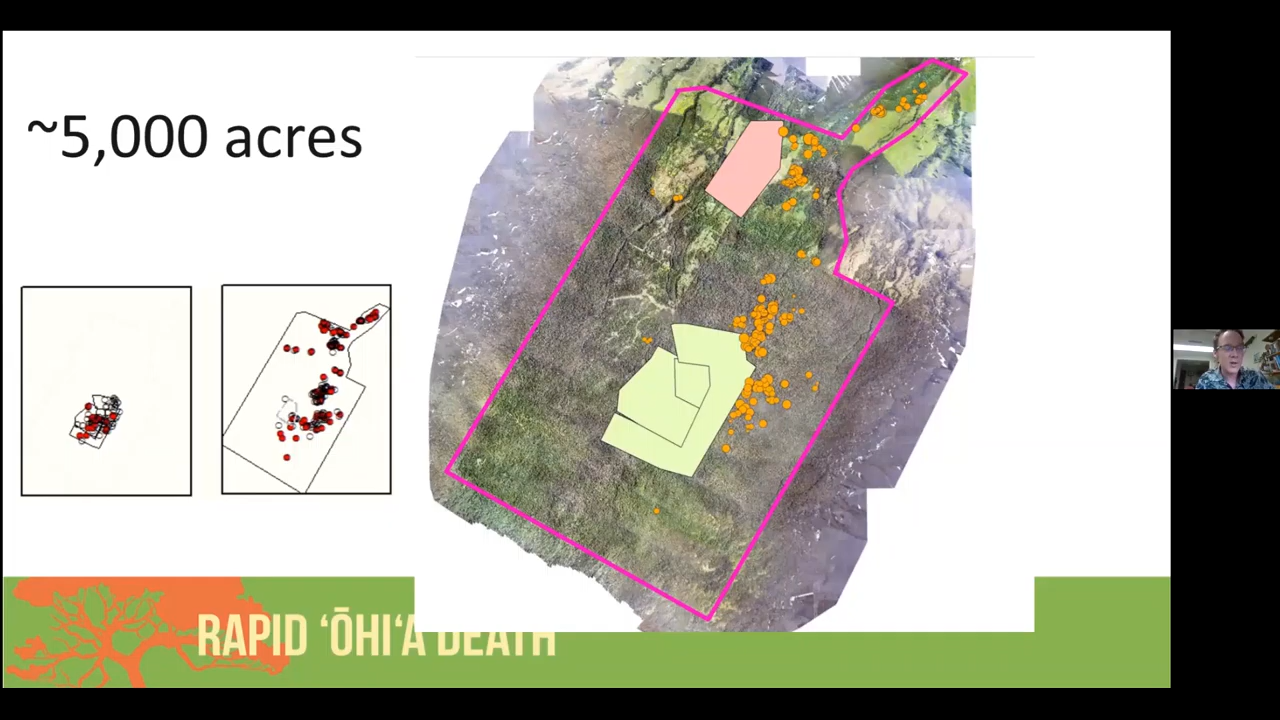 ~5,000 acres
RAPID ‘ŌHI‘A DEATH